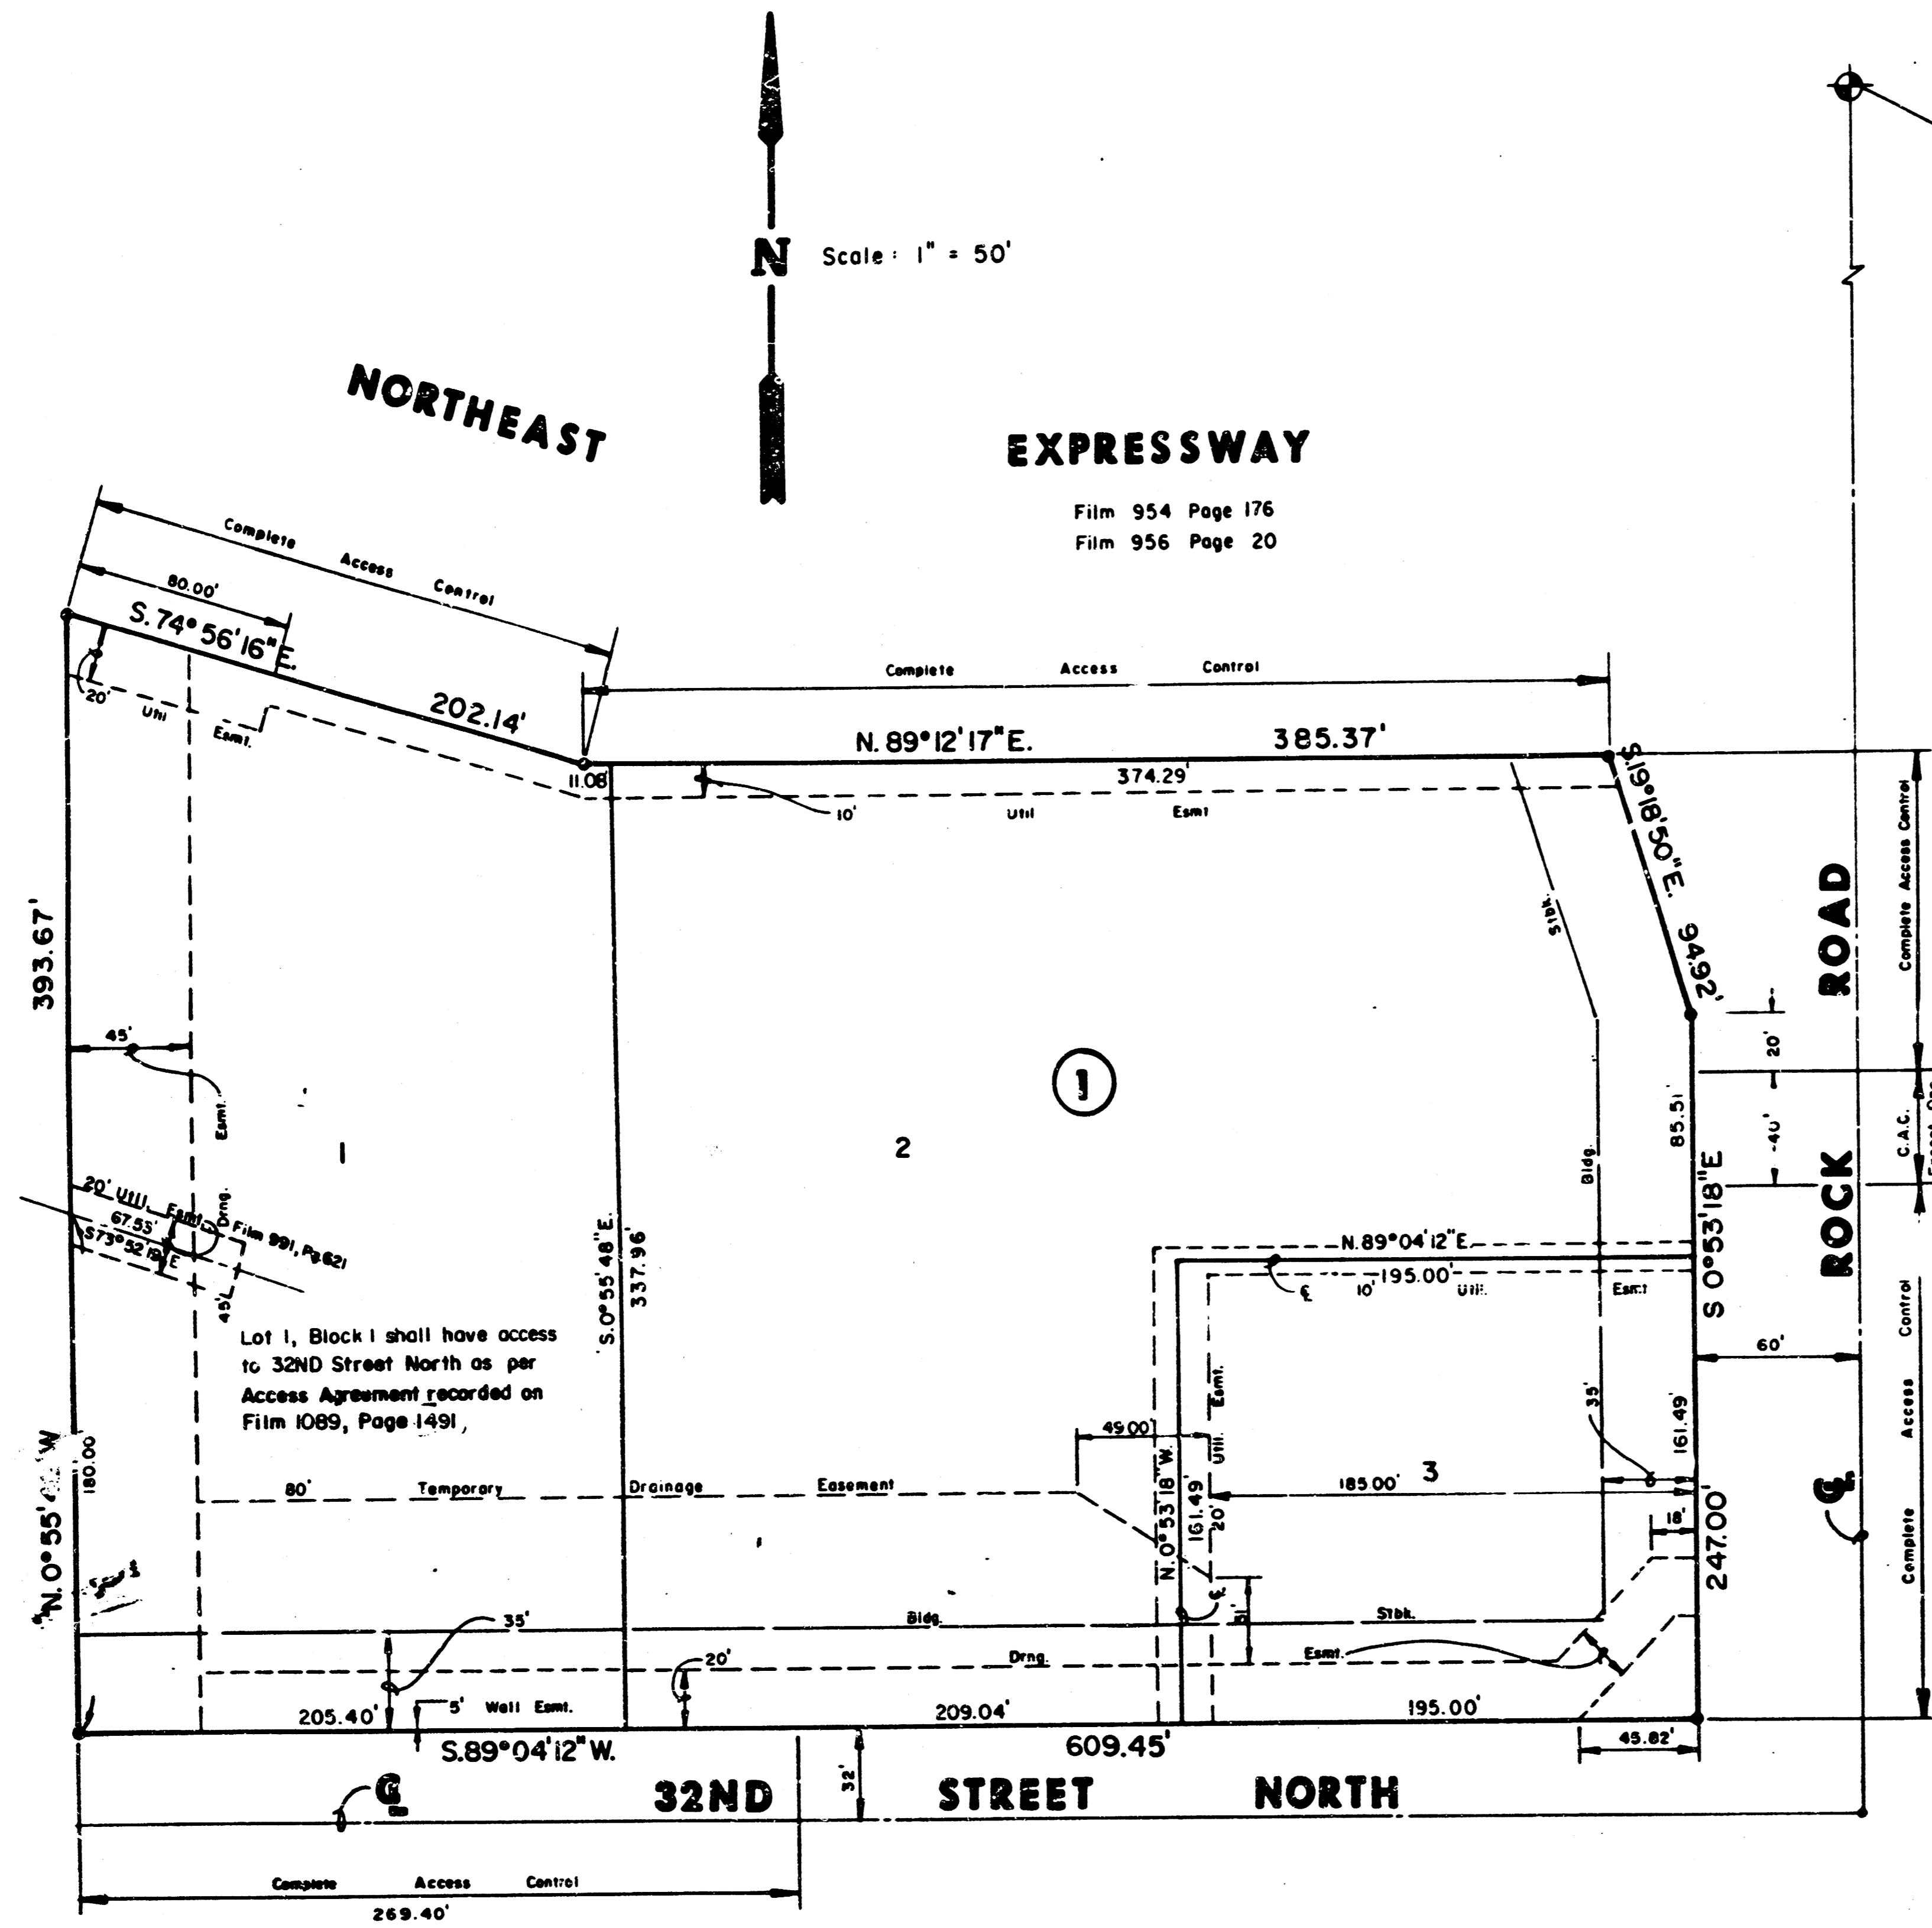 N Scale: 1" = 50'
NORTHEAST
EXPRESSWAY
Film 954 Page 176
Film 956 Page 20
Complete Access Control
80.00'
S.74°56'16"E.
202.14'
20'
Util
Esmt.
Complete Access Control
N.89°12'17"E. 385.37'
11.08'
374.29'
10' Util Esmt
S.19°18'50"E. 94.92'
Stbk.
393.67'
45'
Esmt.
Drng.
1
2
1
20' Util. Esmt. Film 991, Pg 621
67.55'
S73°52'19"E
45'
S.0°55'48"E.
337.96'
Lot 1, Block 1 shall have access
to 32ND Street North as per
Access Agreement recorded on
Film 1089, Page 1491,
N.0°55' W
180.00
80' Temporary Drainage Easement
49.00'
N.89°04'12"E.
195.00'
℄ 10' Util. Esmt
Bldg.
N.0°53'18"W.
161.49'
20' Util. Esmt.
℄
3
185.00'
35'
18'
31'
161.49'
85.51'
S 0°53'18"E
247.00'
20'
40'
60'
ROCK ROAD
℄
Complete Access Control
C.A.C.
Complete Access Control
35' Bldg. Stbk.
20' Drng. Esmt.
5' Wall Esmt.
205.40'
209.04'
195.00'
45.82'
S.89°04'12"W. 609.45'
32'
℄ 32ND STREET NORTH
Complete Access Control
269.40'